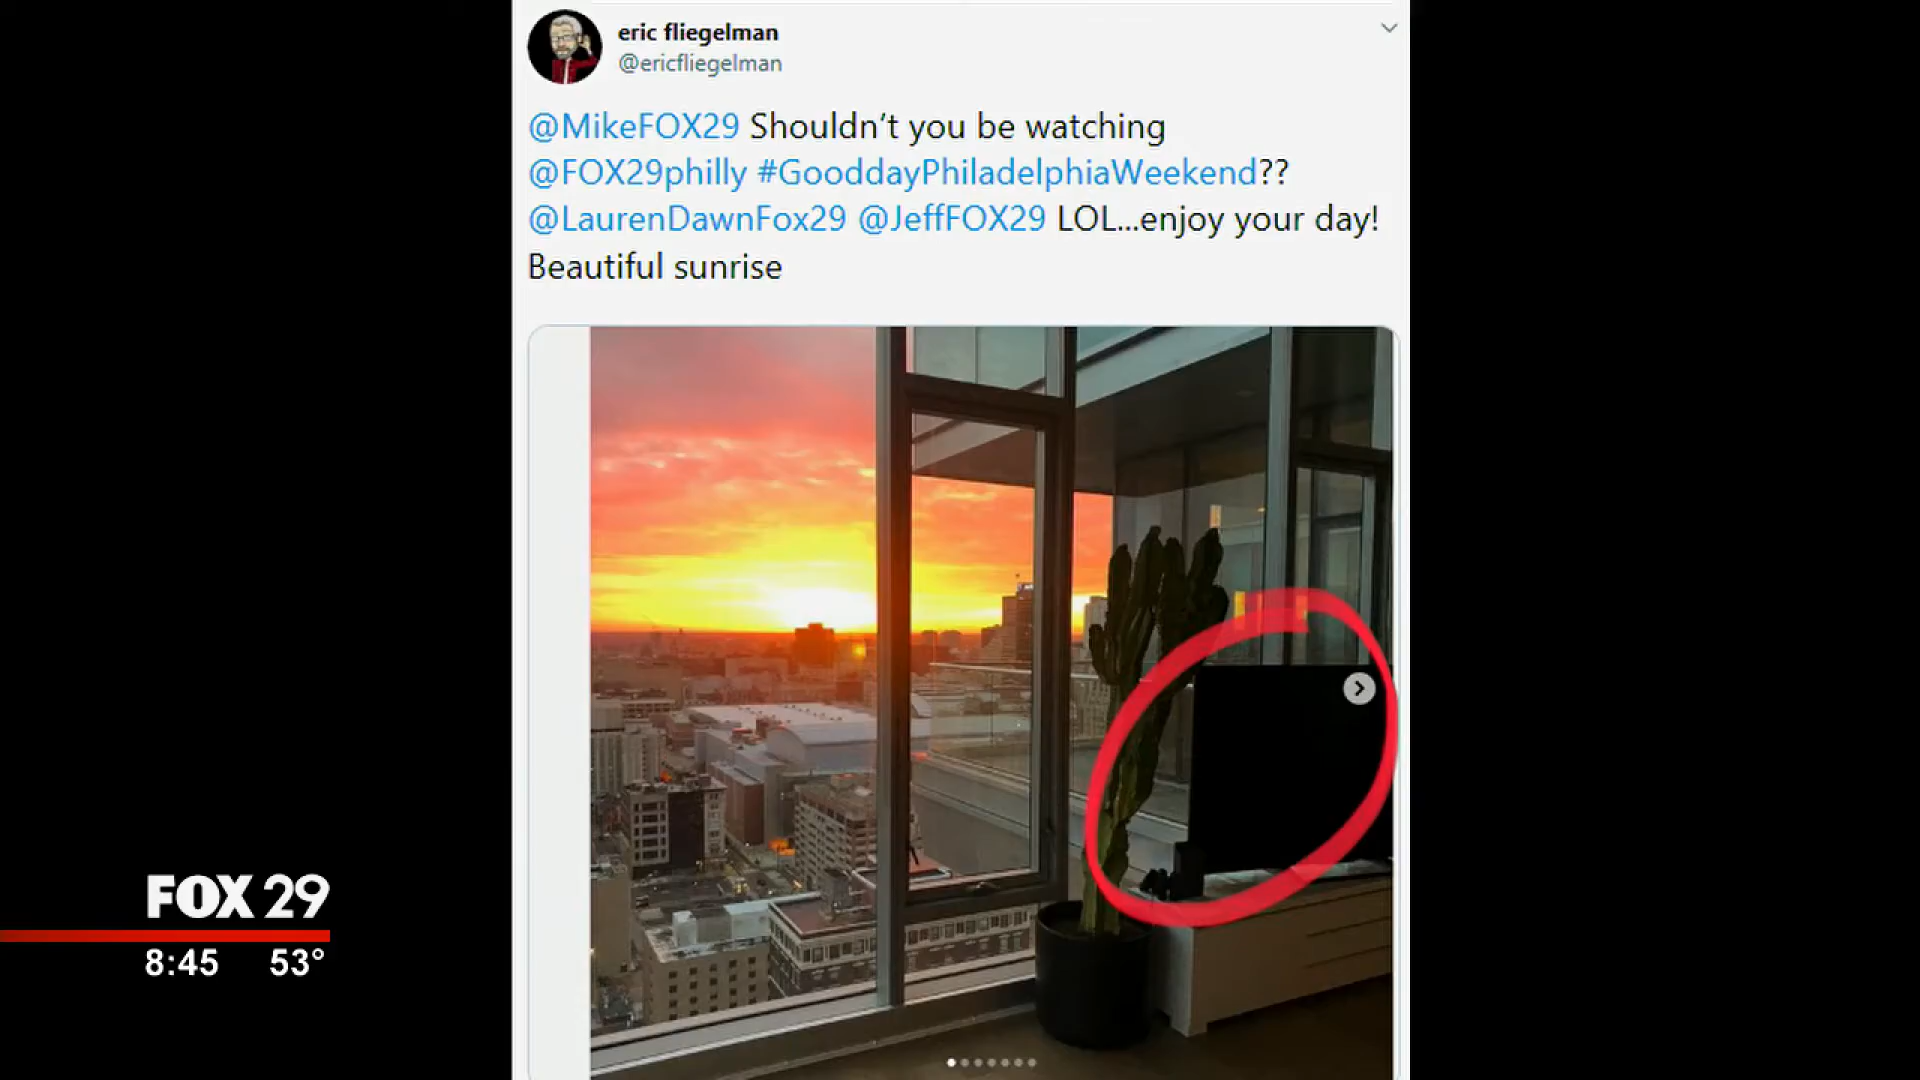 eric fliegelman
@ericfliegelman
@MikeFOX29 Shouldn't you be watching
@FOX29philly #GooddayPhiladelphiaWeekend??
@LaurenDawnFox29 @JeffFOX29 LOL...enjoy your day!
Beautiful sunrise
FOX 29
8:45 53°